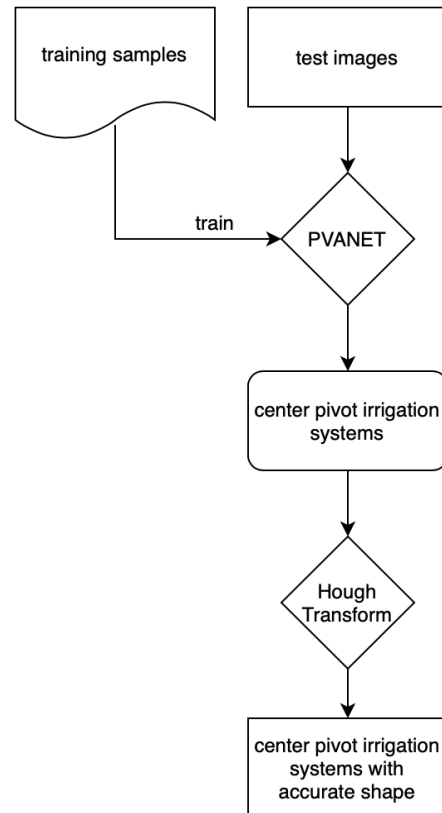 training samples
test images
train
PVANET
center pivot irrigation
systems
Hough
Transform
center pivot irrigation
systems with
accurate shape